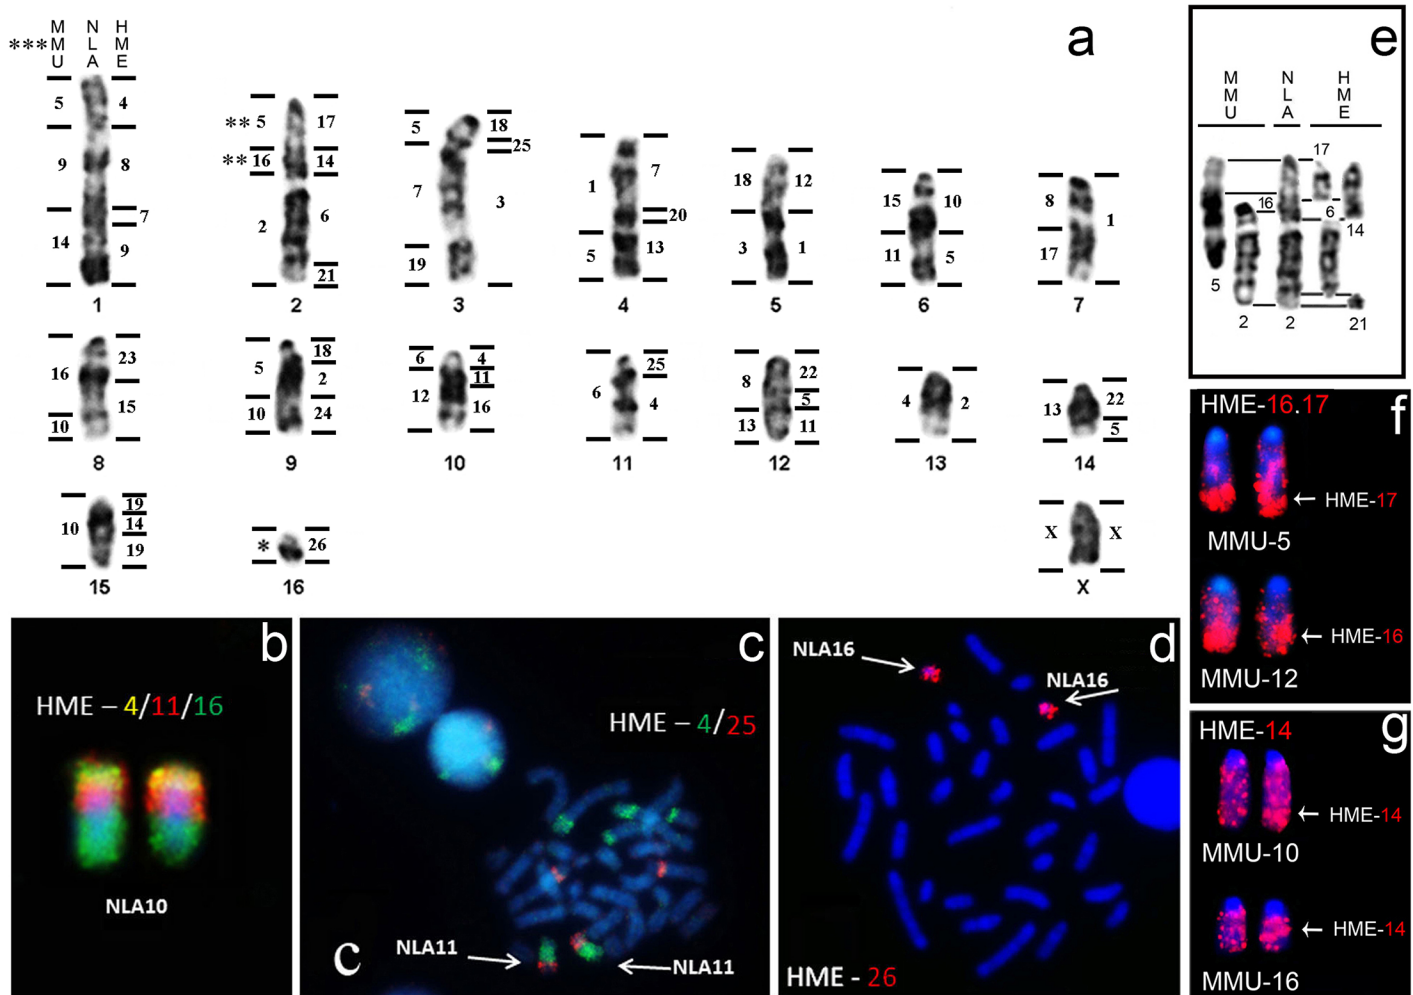 a
*** MMU NLA HME
5 4
9 8
7
14 9
1
** 5 17
** 16 14
2 6
21
2
5 18
25
7 3
19
3
1 7
20
5 13
4
18 12
3 1
5
15 10
11 5
6
8 1
17
7
16 23
15
10
8
5 18
2
10 24
9
6 4
11
12 16
10
25
6 4
11
8 22
5
13 11
12
4 2
13
13 22
5
14
10 19
14
19
15
* 26
16
X X
X
b
HME – 4/11/16
NLA10
c
HME – 4/25
NLA11
NLA11
c
d
NLA16
NLA16
HME - 26
e
MMU NLA HME
17
16 6
14
5
2 2 21
f
HME-16.17
HME-17
MMU-5
HME-16
MMU-12
g
HME-14
HME-14
MMU-10
HME-14
MMU-16